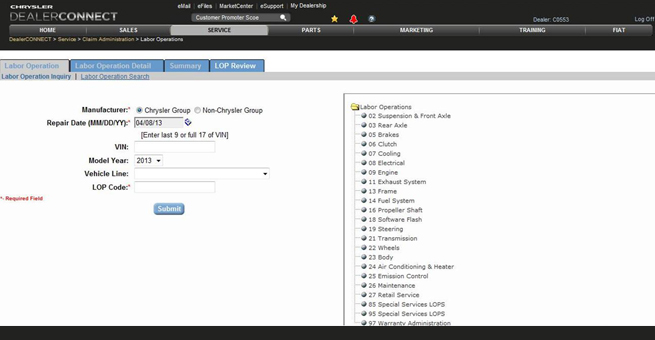 CHRYSLER
DEALERCONNECT
eMail | eFiles | MarketCenter | eSupport | My Dealership
Customer Promoter Scoe
Dealer: C0553
Log Off
HOME SALES SERVICE PARTS MARKETING TRAINING FIAT
DealerCONNECT > Service > Claim Administration > Labor Operations
Labor Operation Labor Operation Detail Summary LOP Review
Labor Operation Inquiry | Labor Operation Search
Manufacturer:* Chrysler Group Non-Chrysler Group
Repair Date (MM/DD/YY):* 04/08/13
[Enter last 9 or full 17 of VIN]
VIN:
Model Year: 2013
Vehicle Line:
LOP Code:*
*- Required Field
Submit
Labor Operations
02 Suspension & Front Axle
03 Rear Axle
05 Brakes
06 Clutch
07 Cooling
08 Electrical
09 Engine
11 Exhaust System
13 Frame
14 Fuel System
16 Propeller Shaft
18 Software Flash
19 Steering
21 Transmission
22 Wheels
23 Body
24 Air Conditioning & Heater
25 Emission Control
26 Maintenance
27 Retail Service
85 Special Services LOPS
95 Special Services LOPS
97 Warranty Administration